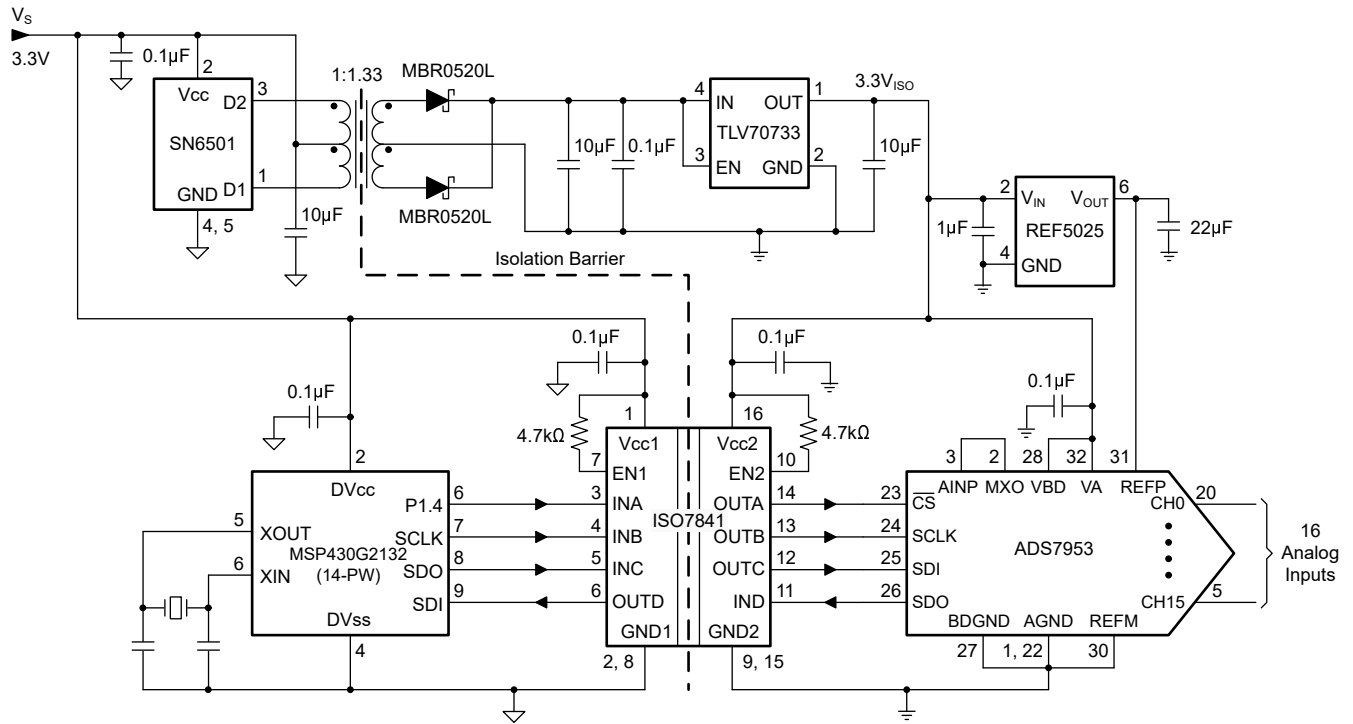 VS
3.3V
0.1µF
2
Vcc
D2
3
SN6501
GND
D1
1
4, 5
10µF
1:1.33
MBR0520L
MBR0520L
10µF
0.1µF
4
IN
OUT
1
TLV70733
3
EN
GND
2
3.3VISO
10µF
2
VIN
VOUT
6
REF5025
1µF
4
GND
22µF
Isolation Barrier
0.1µF
0.1µF
4.7kΩ
1
Vcc1
7
EN1
3
INA
4
INB
5
INC
6
OUTD
GND1
2, 8
ISO7841
0.1µF
16
Vcc2
4.7kΩ
EN2
10
OUTA
14
OUTB
13
OUTC
12
IND
11
GND2
9, 15
2
DVcc
5
XOUT
6
XIN
MSP430G2132
(14-PW)
P1.4
6
SCLK
7
SDO
8
SDI
9
DVss
4
0.1µF
3
2
28
32
31
AINP
MXO
VBD
VA
REFP
23
CS
24
SCLK
25
SDI
26
SDO
ADS7953
CH0
20
CH15
5
16
Analog
Inputs
BDGND
AGND
REFM
27
1, 22
30